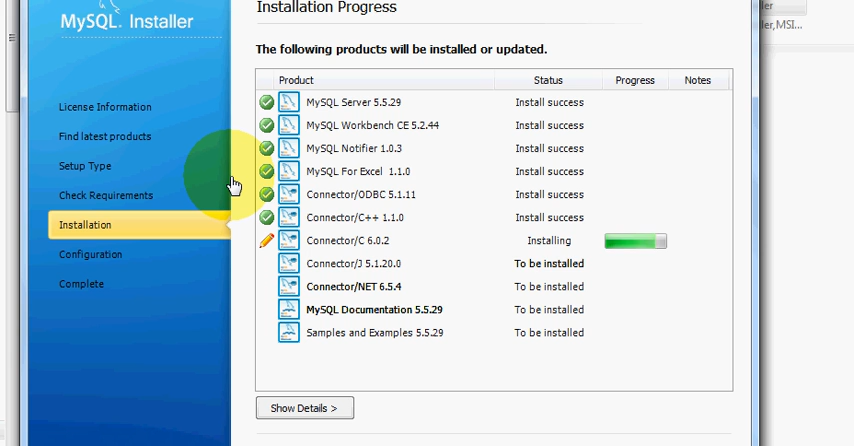 MySQL. Installer
Installation Progress
The following products will be installed or updated.
Product Status Progress Notes
MySQL Server 5.5.29 Install success
MySQL Workbench CE 5.2.44 Install success
MySQL Notifier 1.0.3 Install success
MySQL For Excel 1.1.0 Install success
Connector/ODBC 5.1.11 Install success
Connector/C++ 1.1.0 Install success
Connector/C 6.0.2 Installing
Connector/J 5.1.20.0 To be installed
Connector/NET 6.5.4 To be installed
MySQL Documentation 5.5.29 To be installed
Samples and Examples 5.5.29 To be installed
License Information
Find latest products
Setup Type
Check Requirements
Installation
Configuration
Complete
Show Details >
ler
ler,MSI...